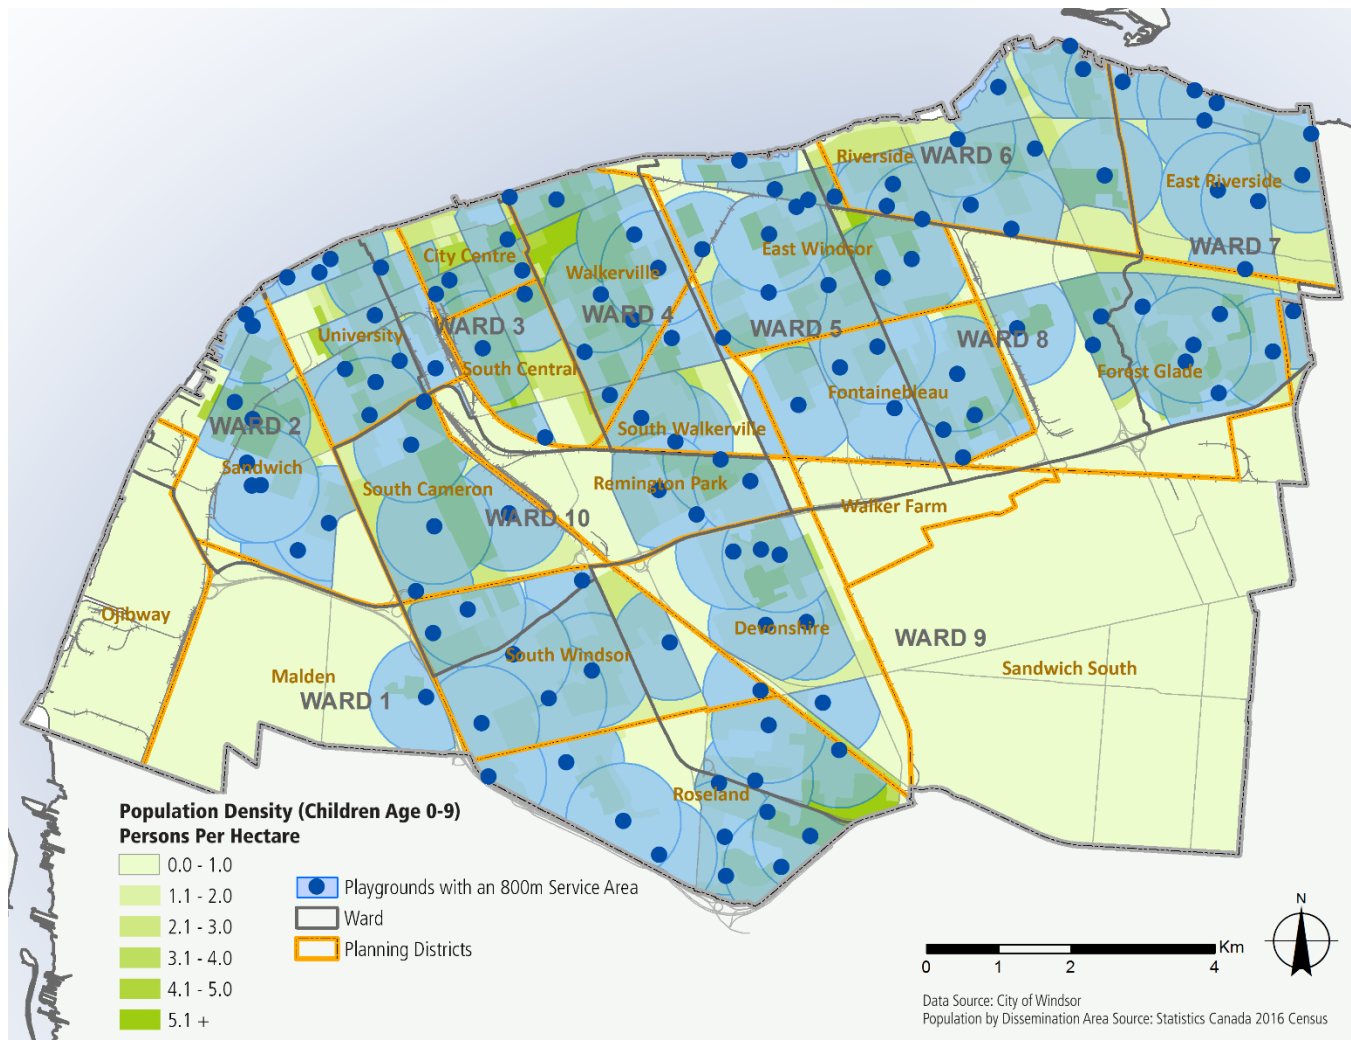 Riverside
WARD 6
East Riverside
WARD 7
City Centre
East Windsor
Walkerville
WARD 4
WARD 3
University
WARD 5
WARD 8
South Central
Forest Glade
Fontainebleau
WARD 2
South Walkerville
Sandwich
South Cameron
Remington Park
WARD 10
Walker Farm
Ojibway
Devonshire
WARD 9
South Windsor
Sandwich South
Malden
WARD 1
Roseland
Population Density (Children Age 0-9)
Persons Per Hectare
0.0 - 1.0
1.1 - 2.0
2.1 - 3.0
3.1 - 4.0
4.1 - 5.0
5.1 +
Playgrounds with an 800m Service Area
Ward
Planning Districts
N
Km
0 1 2 4
Data Source: City of Windsor
Population by Dissemination Area Source: Statistics Canada 2016 Census